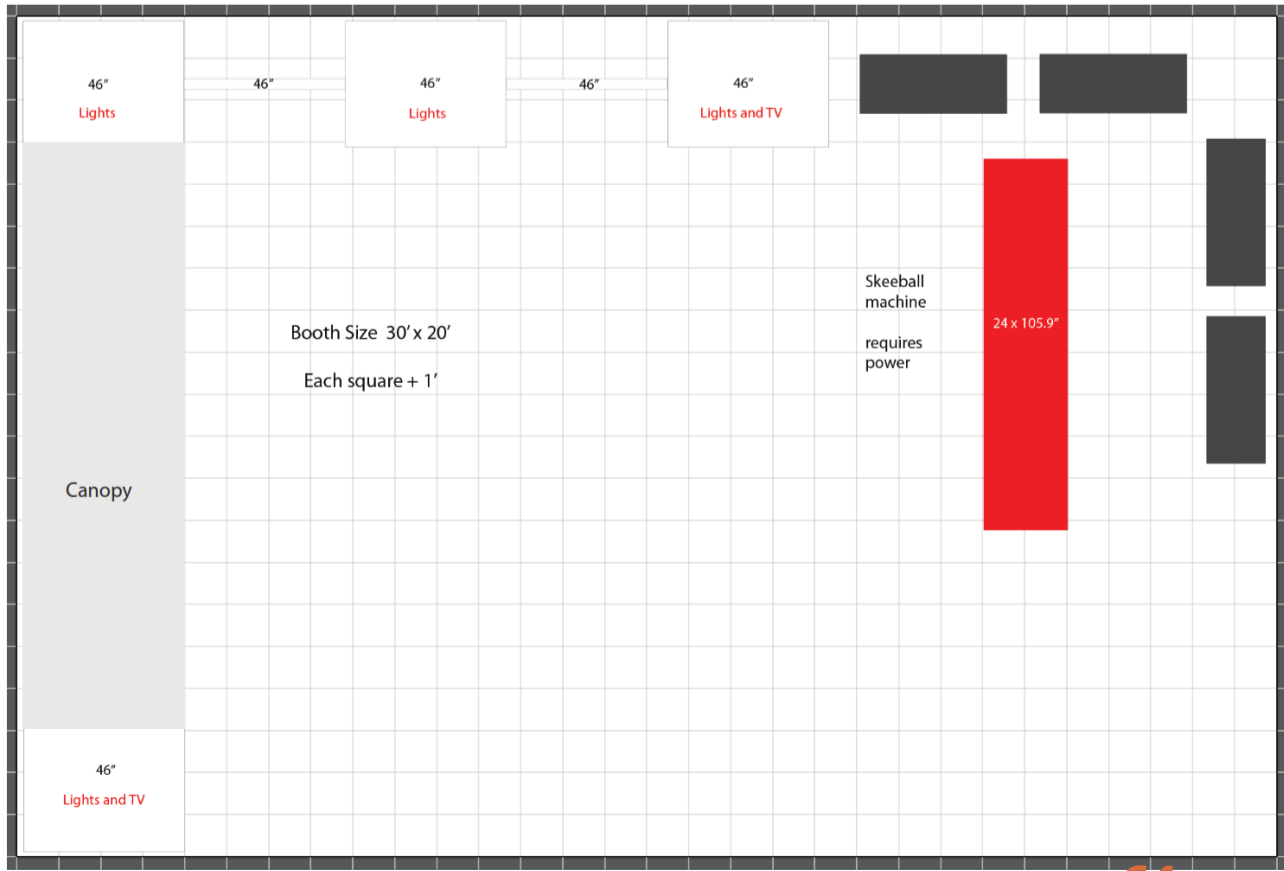 46”
Lights
46”
46”
Lights
46”
46”
Lights and TV
Skeeball
machine
requires
power
24 x 105.9”
Booth Size  30’ x 20’
Each square + 1’
Canopy
46”
Lights and TV